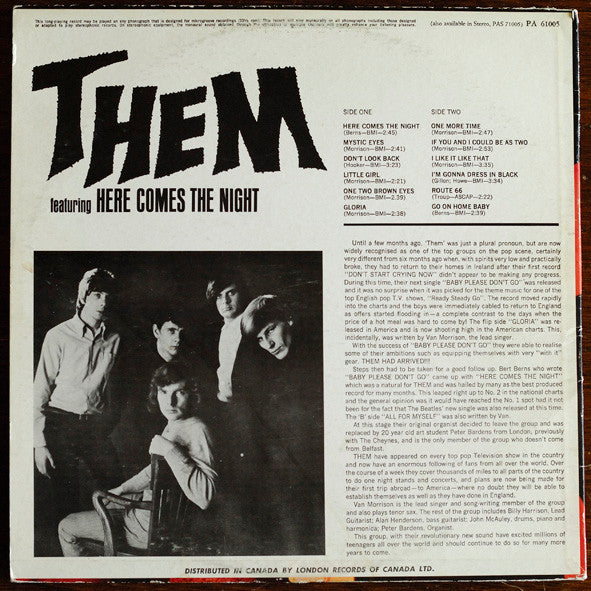 This long-playing record may be played on any phonograph that is designed for microgroove recordings (33⅓ rpm). This record will play
(also available in Stereo, PAS 71005) PA 61005
THEM
featuring HERE COMES THE NIGHT
SIDE ONE
HERE COMES THE NIGHT
(Berns—BMI—2:45)
MYSTIC EYES
(Morrison—BMI—2:41)
DON'T LOOK BACK
(Hooker—BMI—3:23)
LITTLE GIRL
(Morrison—BMI—2:21)
ONE TWO BROWN EYES
(Morrison—BMI—2:39)
GLORIA
(Morrison—BMI—2:38)
SIDE TWO
ONE MORE TIME
(Morrison—BMI—2:47)
IF YOU AND I COULD BE AS TWO
(Morrison—BMI—2:53)
I LIKE IT LIKE THAT
(Morrison—BMI—3:35)
I'M GONNA DRESS IN BLACK
(Gillon; Howe—BMI—3:34)
ROUTE 66
(Troup—ASCAP—2:22)
GO ON HOME BABY
(Berns—BMI—2:39)
Until a few months ago, 'Them' was just a plural pronoun, but are now
widely recognised as one of the top groups on the pop scene, certainly
very different from six months ago when, with spirits very low and practically
broke, they had to return to their homes in Ireland after their first record
"DON'T START CRYING NOW" didn't appear to be making any progress.
During this time, their next single "BABY PLEASE DON'T GO" was released
and it was no surprise when it was picked for the theme music for one of the
top English pop T.V. shows, "Ready Steady Go". The record moved rapidly
into the charts and the boys were immediately cabled to return to England
as offers started flooding in—a complete contrast to the days when the
price of a hot meal was hard to come by! The flip side "GLORIA" was re-
leased in America and is now shooting high in the American charts. This,
incidentally, was written by Van Morrison, the lead singer.
With the success of "BABY PLEASE DON'T GO" they were able to realise
some of their ambitions such as equipping themselves with very "with it"
gear. THEM HAD ARRIVED!!!
Steps then had to be taken for a good follow up. Bert Berns who wrote
"BABY PLEASE DON'T GO" came up with "HERE COMES THE NIGHT"
which was a natural for THEM and was hailed by many as the best produced
record for many months. This leaped right up to No. 2 in the national charts
and the general opinion was it would have reached the No. 1 spot had it not
been for the fact that The Beatles' new single was also released at this time.
The 'B' side "ALL FOR MYSELF" was also written by Van.
At this stage their original organist decided to leave the group and was
replaced by 20 year old art student Peter Bardens from London, previously
with The Cheynes, and is the only member of the group who doesn't come
from Belfast.
THEM have appeared on every top pop Television show in the country
and now have an enormous following of fans from all over the world. Over
the course of a week they cover thousands of miles to all parts of the country
to do one night stands and concerts, and plans are now being made for
their first trip abroad—to America—where no doubt they will be able to
establish themselves as well as they have done in England.
Van Morrison is the lead singer and song-writing member of the group
and also plays tenor sax. The rest of the group includes Billy Harrison, Lead
Guitarist; Alan Henderson, bass guitarist; John McAuley, drums, piano and
harmonica; Peter Bardens, Organist.
This group, with their revolutionary new sound have excited millions of
teenagers all over the world and should continue to do so for many more
years to come.
DISTRIBUTED IN CANADA BY LONDON RECORDS OF CANADA LTD.